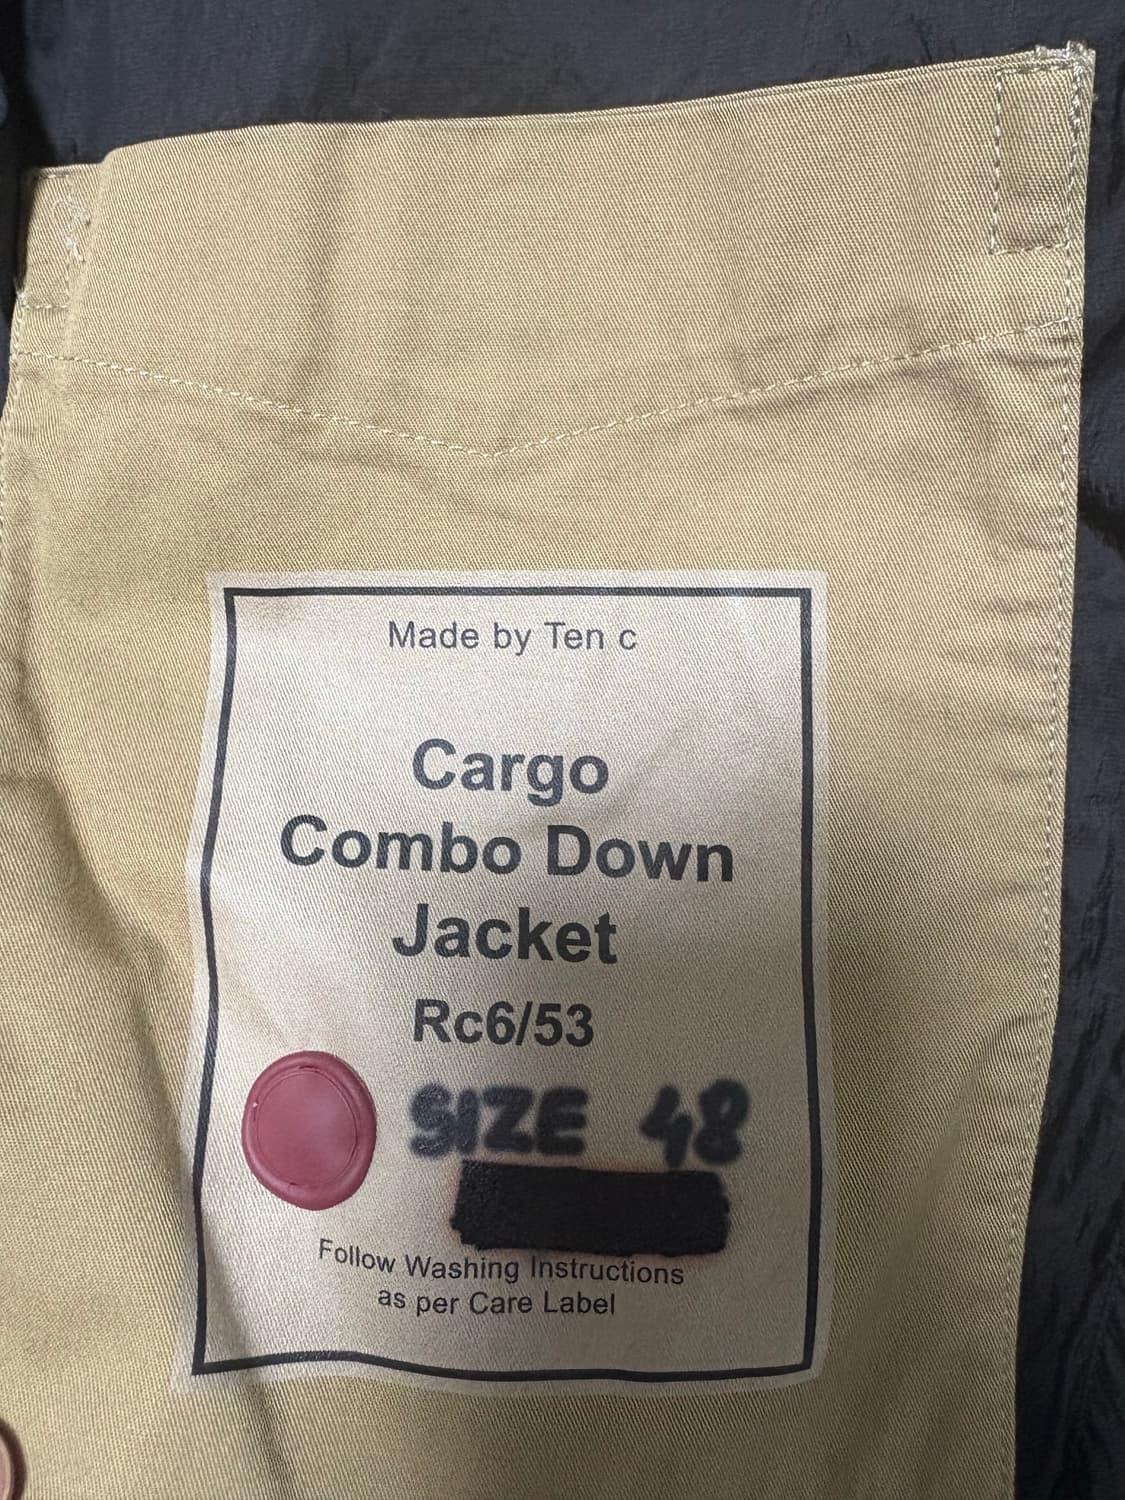 Made by Ten c
Cargo
Combo Down
Jacket
Rc6/53
SIZE 48
Follow Washing Instructions
as per Care Label